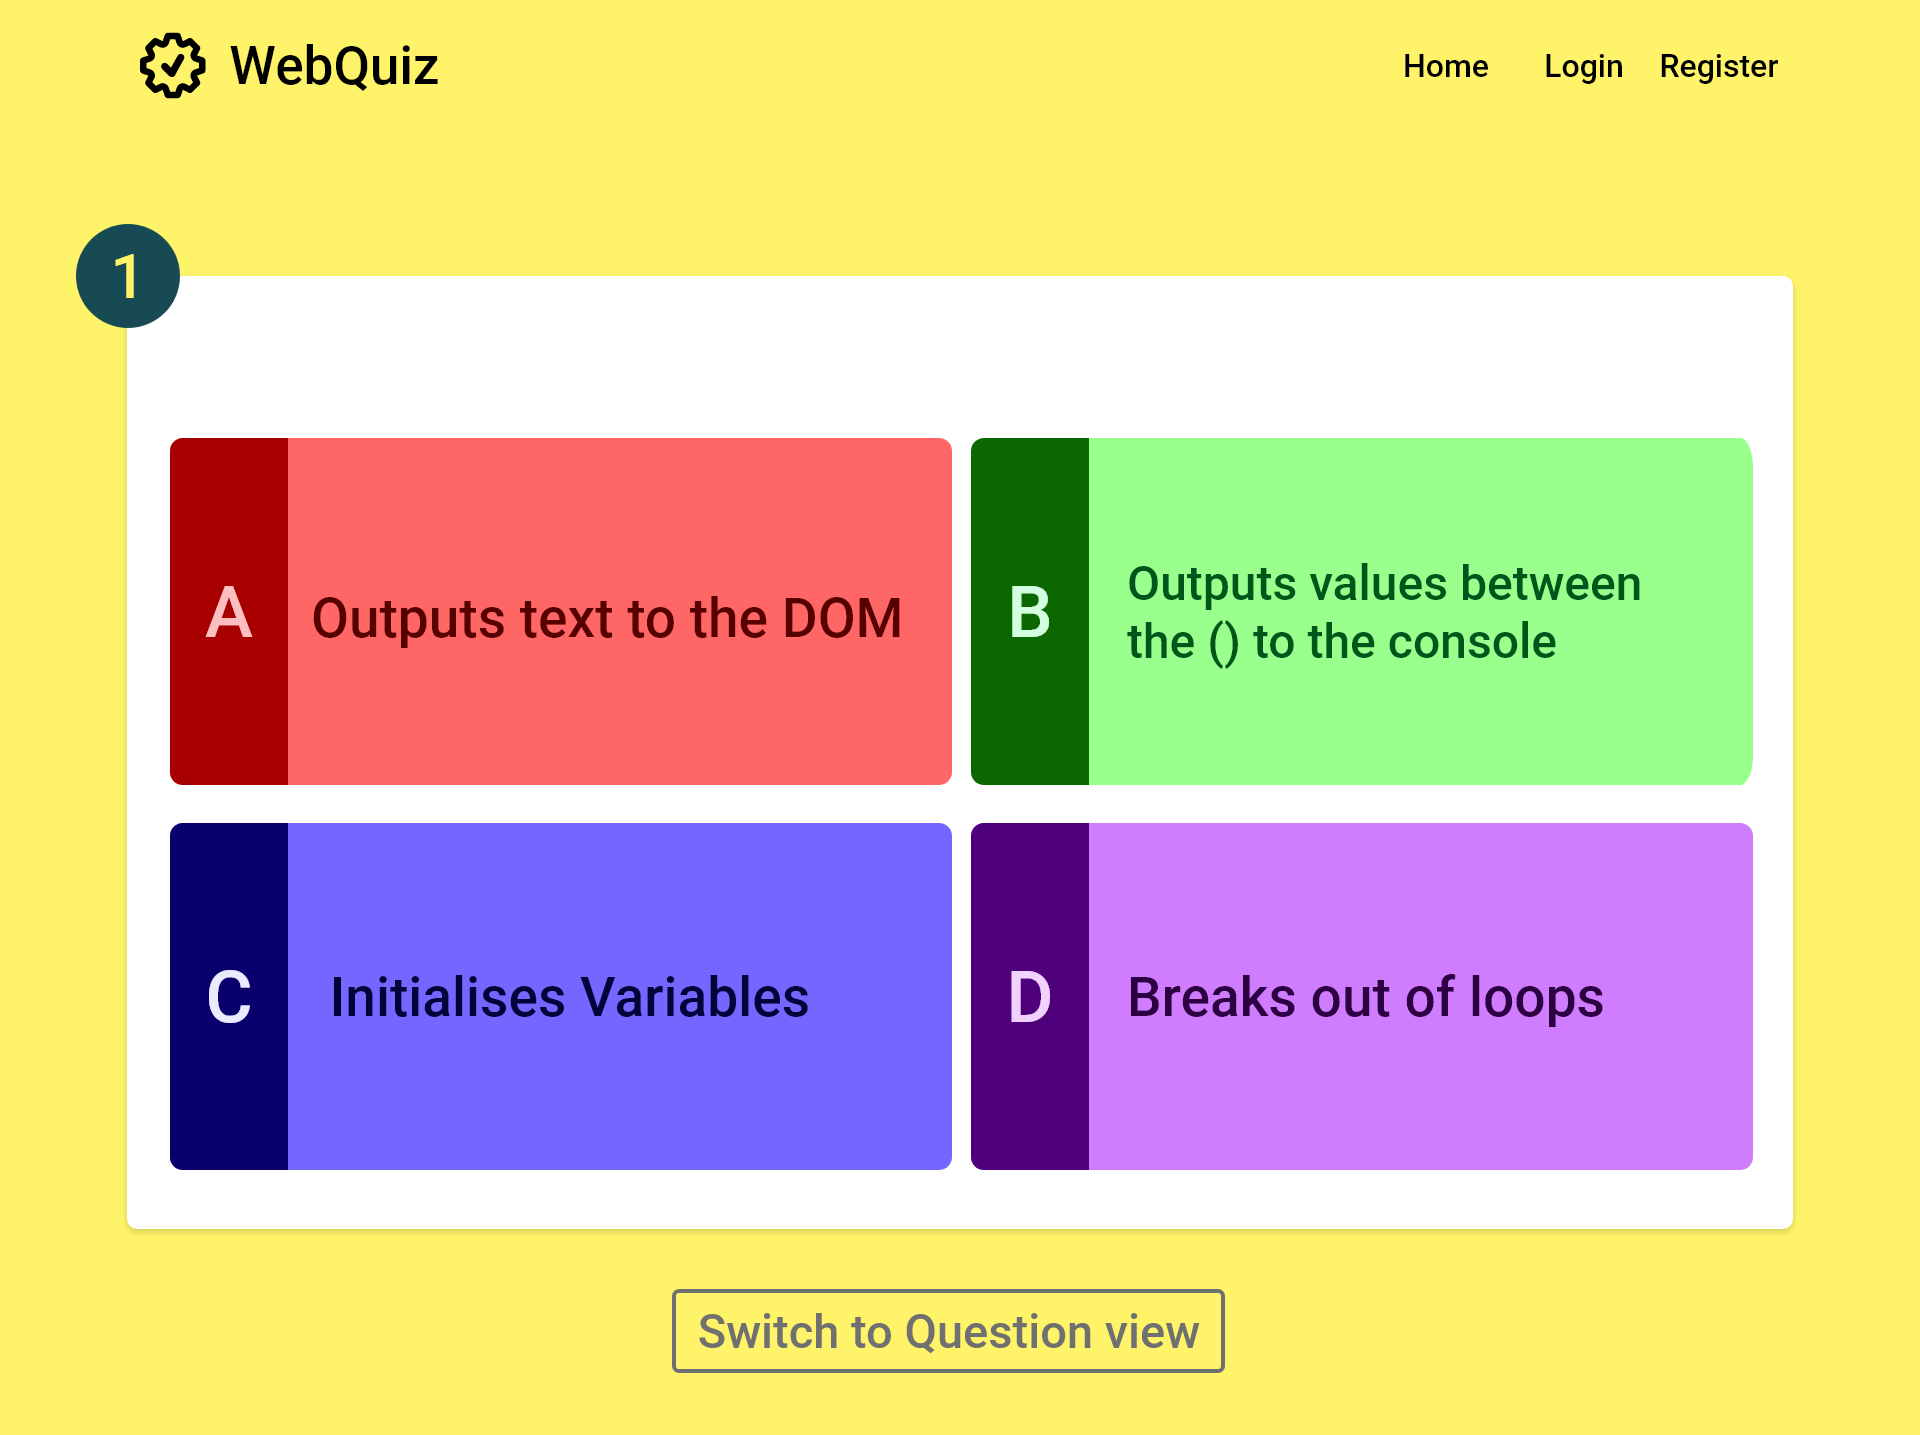 WebQuiz
Home Login Register
1
A
Outputs text to the DOM
B
Outputs values between
the () to the console
C
Initialises Variables
D
Breaks out of loops
Switch to Question view